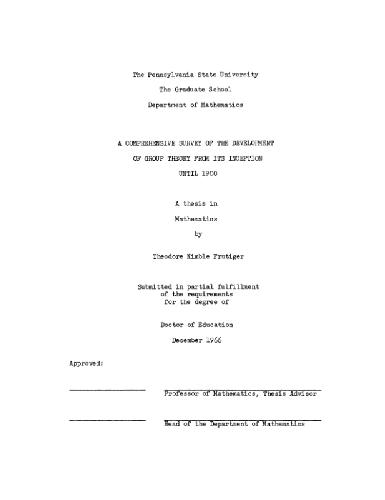 The Pennsylvania State University
The Graduate School
Department of Mathematics
A COMPREHENSIVE SURVEY OF THE DEVELOPMENT
OF GROUP THEORY FROM ITS INCEPTION
UNTIL 1900
A thesis in
Mathematics
by
Theodore Nimble Frutiger
Submitted in partial fulfillment
of the requirements
for the degree of
Doctor of Education
December 1966
Approved:
Professor of Mathematics, Thesis Advisor
Head of the Department of Mathematics